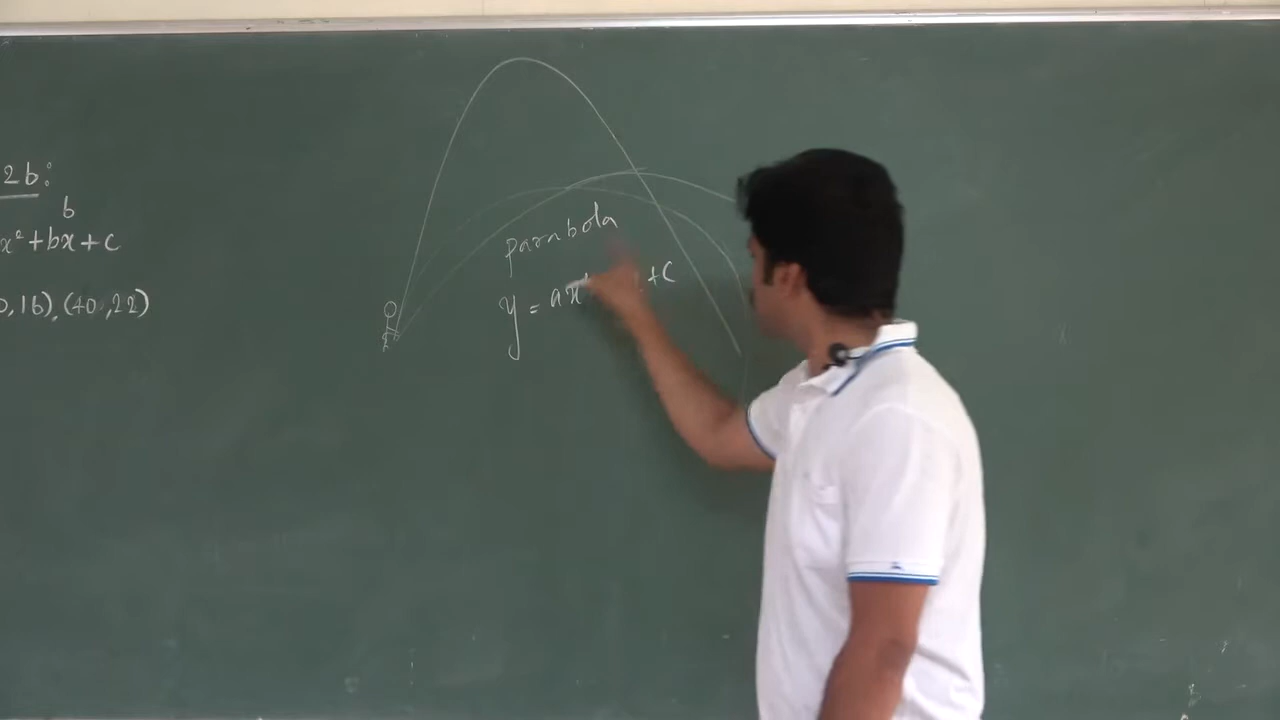 2b:
b
x²+bx+c
0,16), (40,22)
parabola
y = ax +c